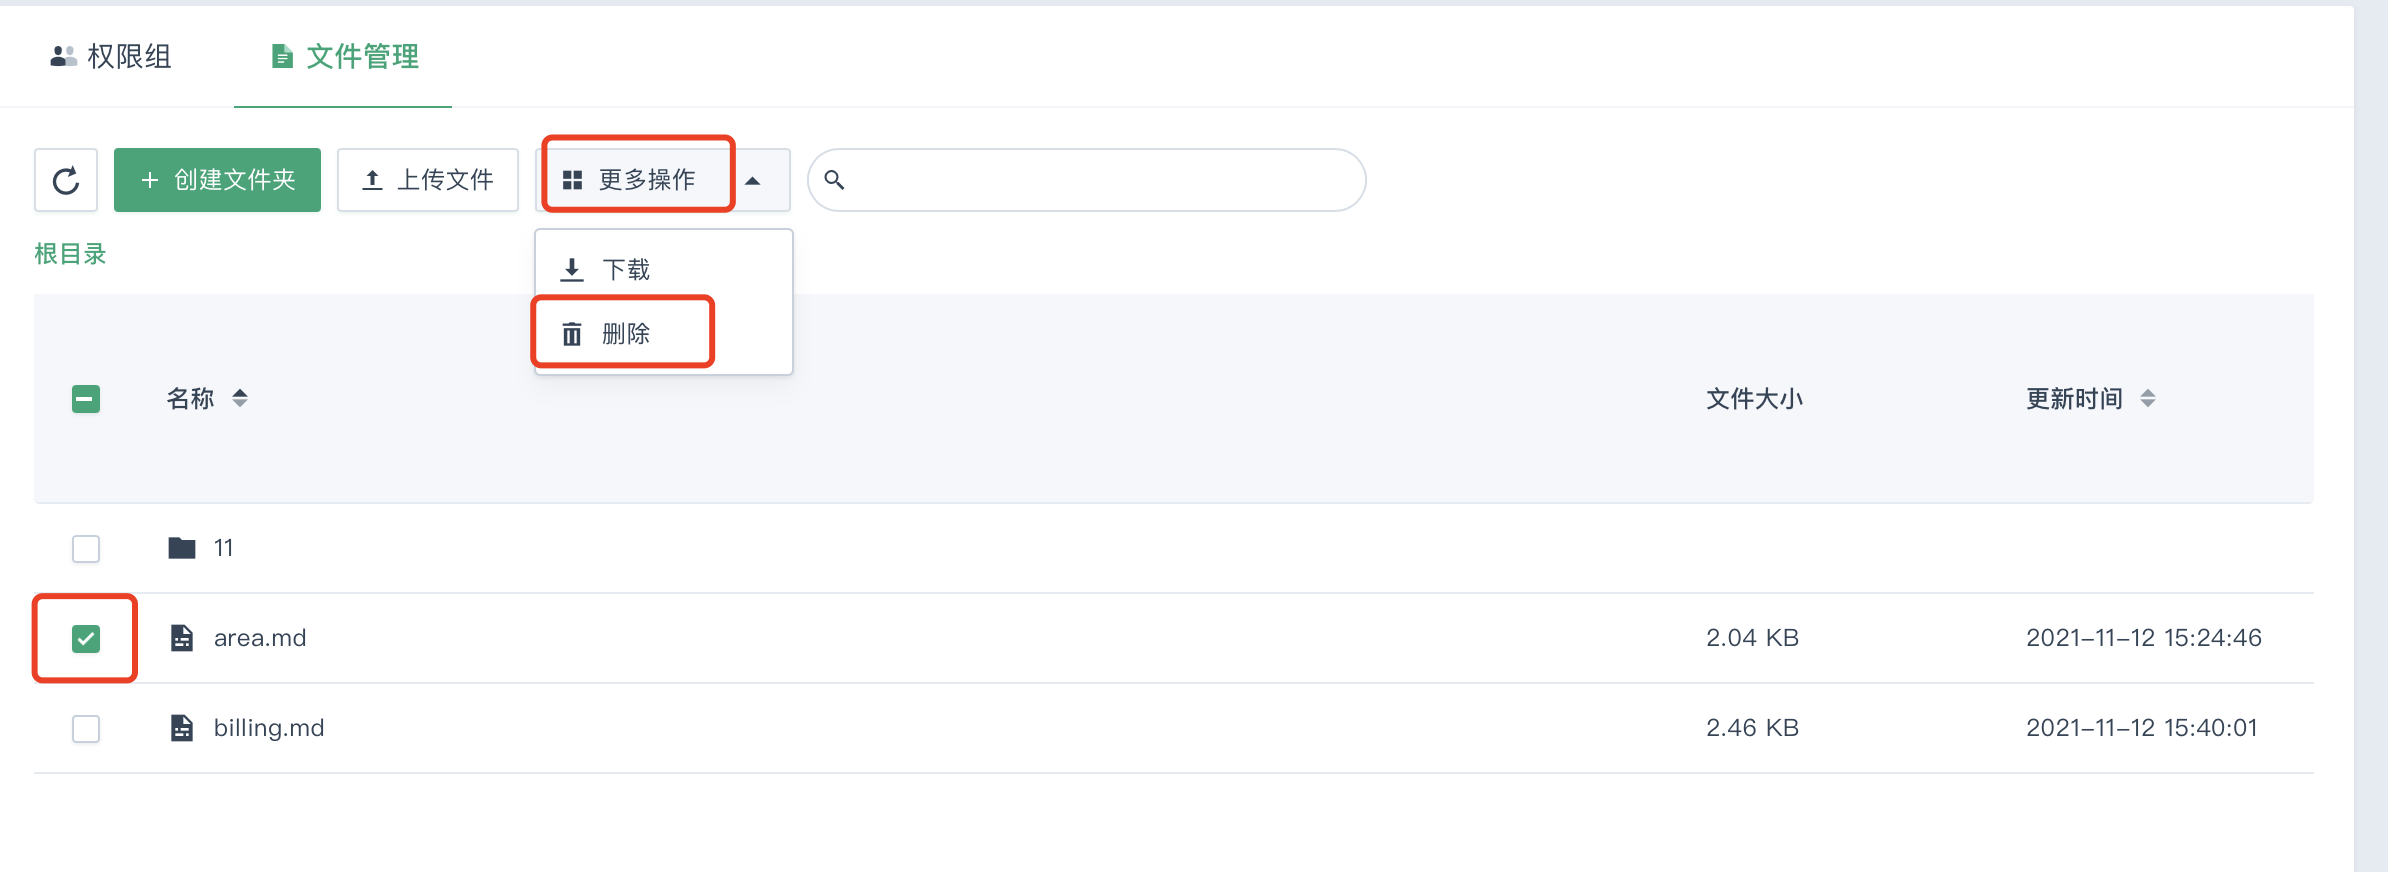 权限组 文件管理
创建文件夹 上传文件 更多操作
根目录
下载
删除
名称 文件大小 更新时间
11
area.md 2.04 KB 2021-11-12 15:24:46
billing.md 2.46 KB 2021-11-12 15:40:01